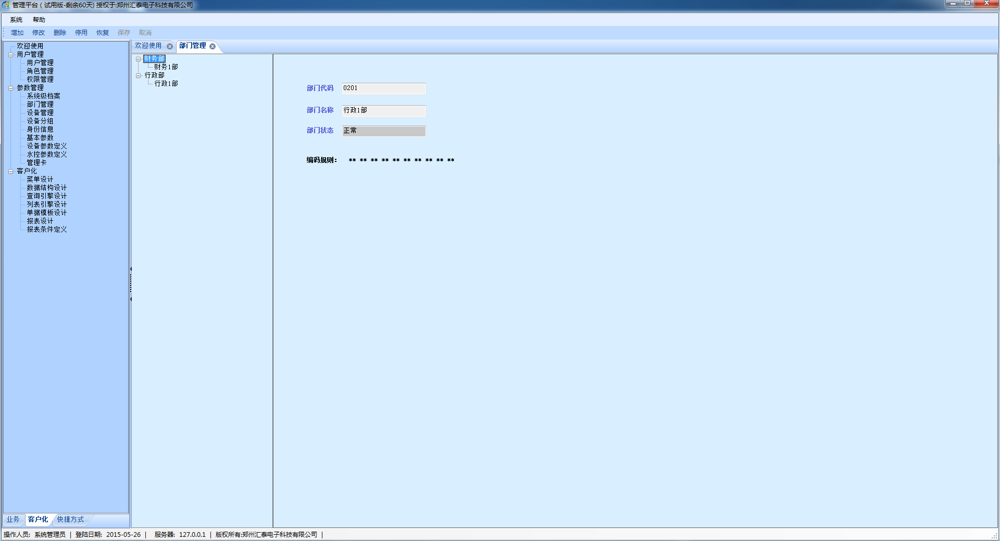 管理平台 ( 试用版-剩余60天) 授权于:郑州汇泰电子科技有限公司
系统 帮助
增加 修改 删除 停用 恢复 保存 取消
欢迎使用
用户管理
用户管理
角色管理
权限管理
参数管理
系统级档案
部门管理
设备管理
设备分组
身份信息
基本参数
设备参数定义
水控参数定义
管理卡
客户化
菜单设计
数据结构设计
查询引擎设计
列表引擎设计
单据模板设计
报表设计
报表条件定义
业务 客户化 快捷方式
欢迎使用 部门管理
财务部
财务1部
行政部
行政1部
部门代码 0201
部门名称 行政1部
部门状态 正常
编码规则： ** ** ** ** ** ** ** ** ** **
操作人员: 系统管理员 | 登陆日期: 2015-05-26 | 服务器: 127.0.0.1 | 版权所有:郑州汇泰电子科技有限公司 |